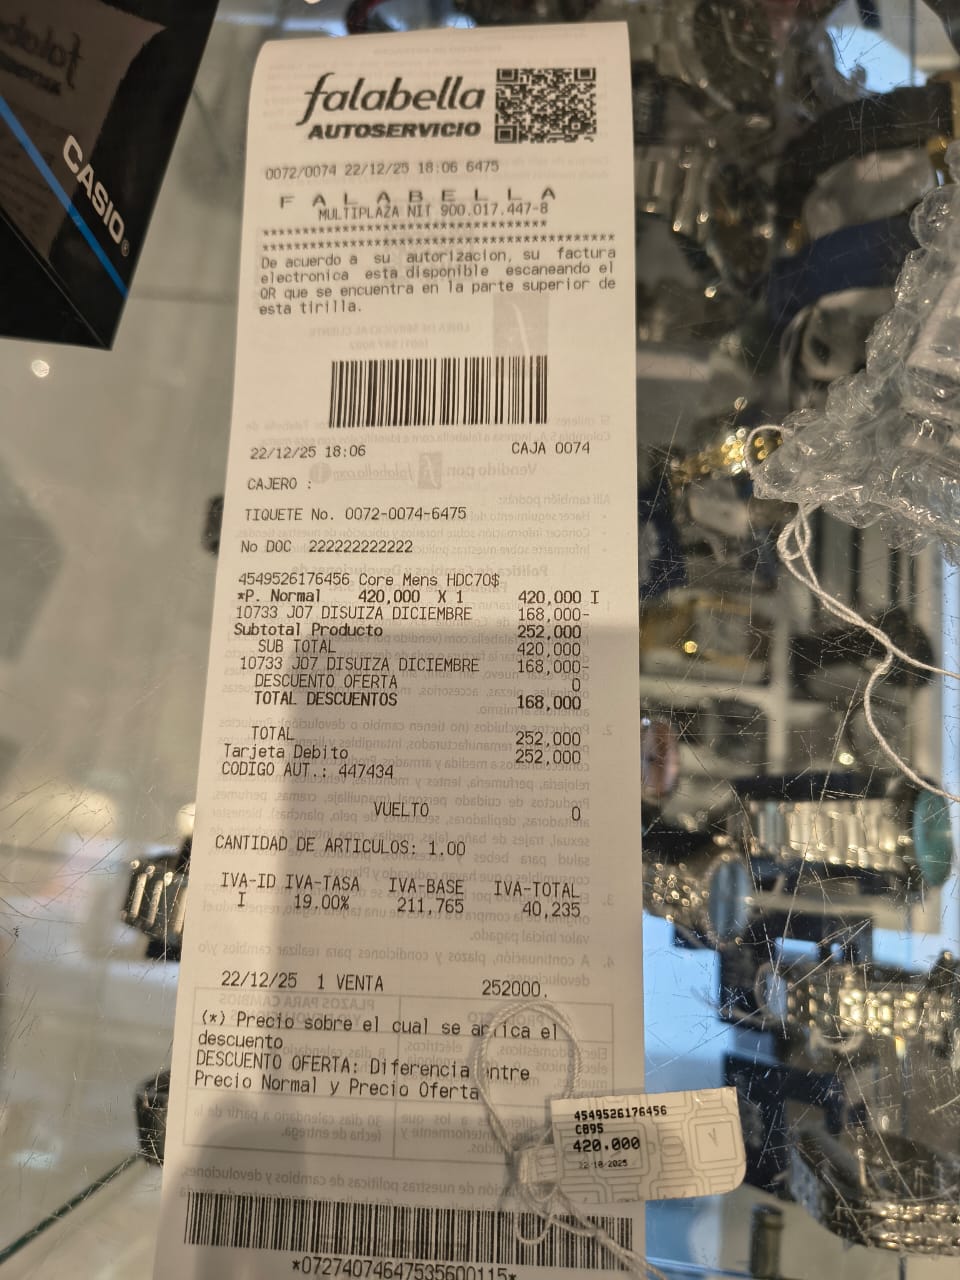 CASIO
falabella
AUTOSERVICIO
0072/0074 22/12/25 18:06 6475
F A L A B E L L A
MULTIPLAZA NIT 900.017.447-8
De acuerdo a su autorizacion, su factura
electronica esta disponible escaneando el
QR que se encuentra en la parte superior de
esta tirilla.
22/12/25 18:06 CAJA 0074
CAJERO :
TIQUETE No. 0072-0074-6475
No DOC 222222222222
4549526176456 Core Mens HDC70$
*P. Normal 420,000 X 1 420,000 I
10733 J07 DISUIZA DICIEMBRE 168,000-
Subtotal Producto 252,000
SUB TOTAL 420,000
10733 J07 DISUIZA DICIEMBRE 168,000-
DESCUENTO OFERTA 0
TOTAL DESCUENTOS 168,000
TOTAL 252,000
Tarjeta Debito 252,000
CODIGO AUT.: 447434
VUELTO 0
CANTIDAD DE ARTICULOS: 1.00
IVA-ID IVA-TASA IVA-BASE IVA-TOTAL
I 19.00% 211,765 40,235
22/12/25 1 VENTA 252000.
(*) Precio sobre el cual se aplica el
descuento
DESCUENTO OFERTA: Diferencia entre
Precio Normal y Precio Oferta
4549526176456
CB95
420.000
22-10-2025
*07274074647535600115*